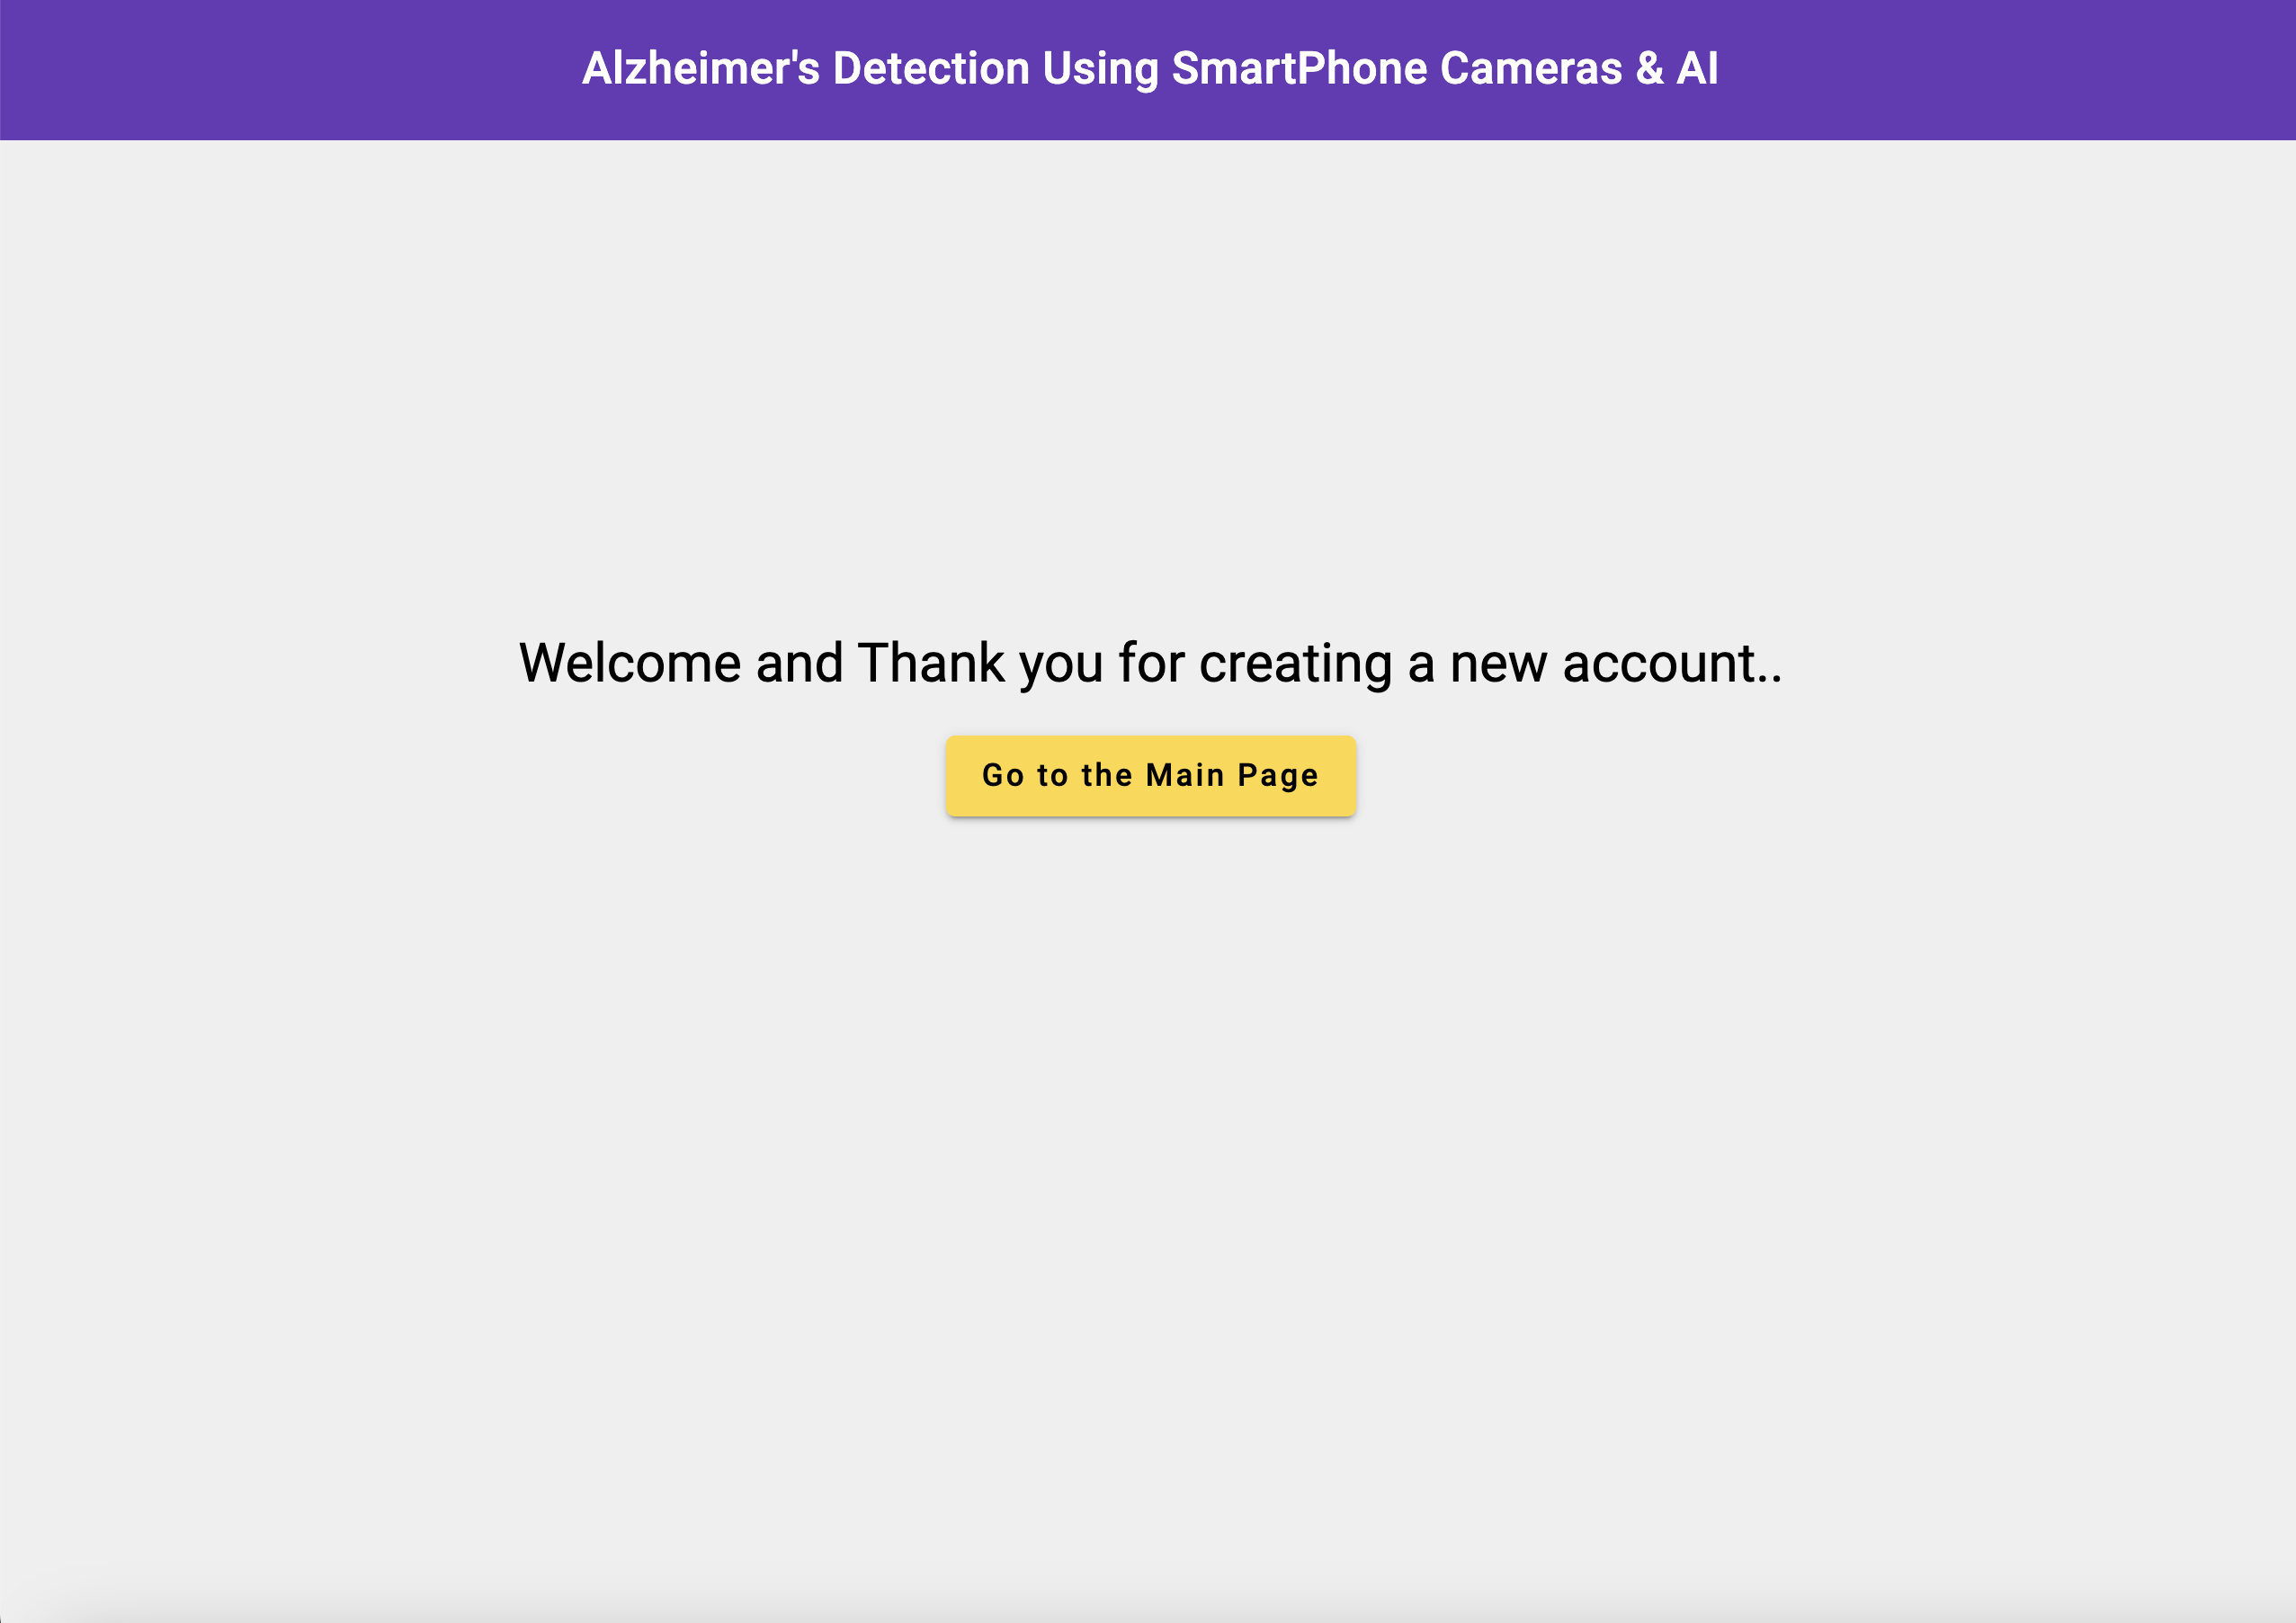 Alzheimer's Detection Using SmartPhone Cameras & AI
Welcome and Thank you for creating a new account..
Go to the Main Page